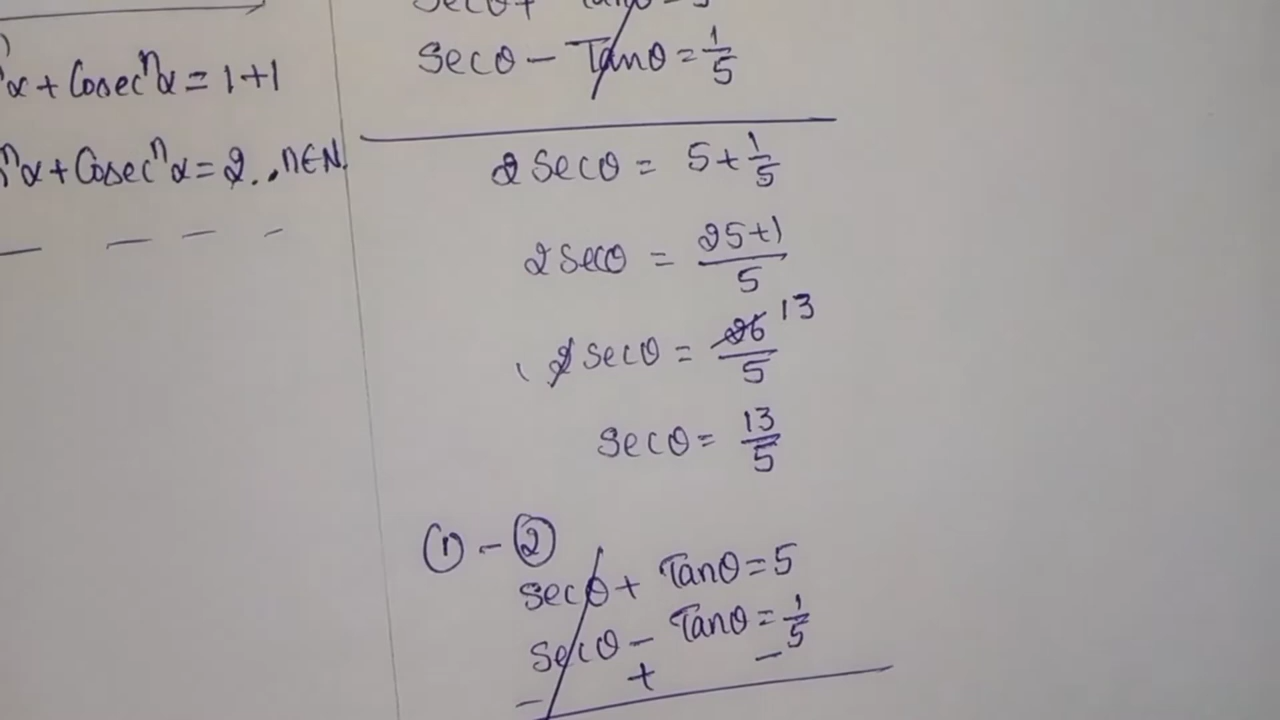 α + Cosecⁿα = 1+1
ⁿα + Cosecⁿα = 2 .. n∈N
Secθ - Tanθ = 1/5
2 Secθ = 5 + 1/5
2 Secθ = 25+1/5
2 Secθ = 26/5 13
Secθ = 13/5
① - ②
Secθ + Tanθ = 5
Secθ - Tanθ = 1/5
- + -